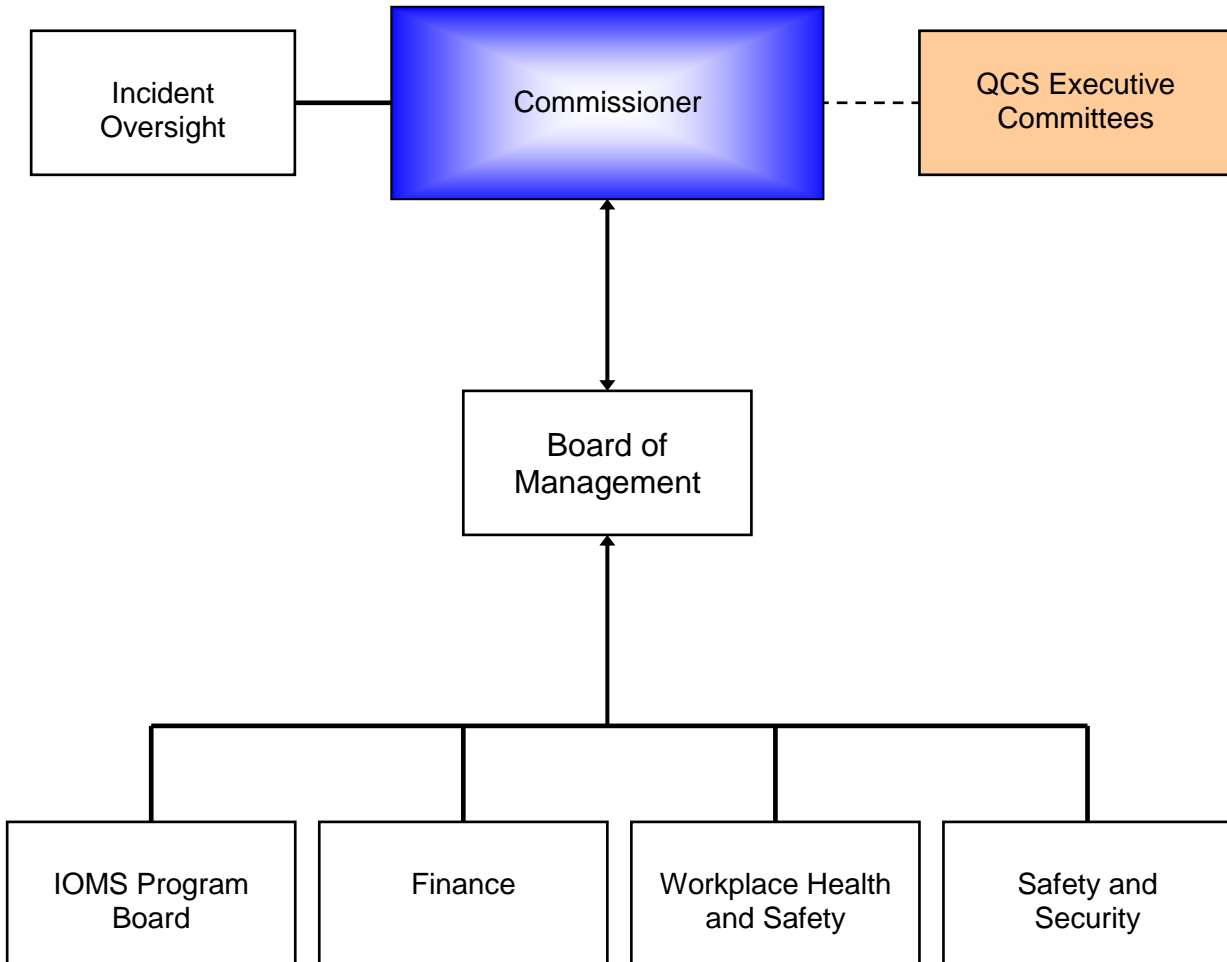 Incident
Oversight
Commissioner
QCS Executive
Committees
Board of
Management
IOMS Program
Board
Finance
Workplace Health
and Safety
Safety and
Security